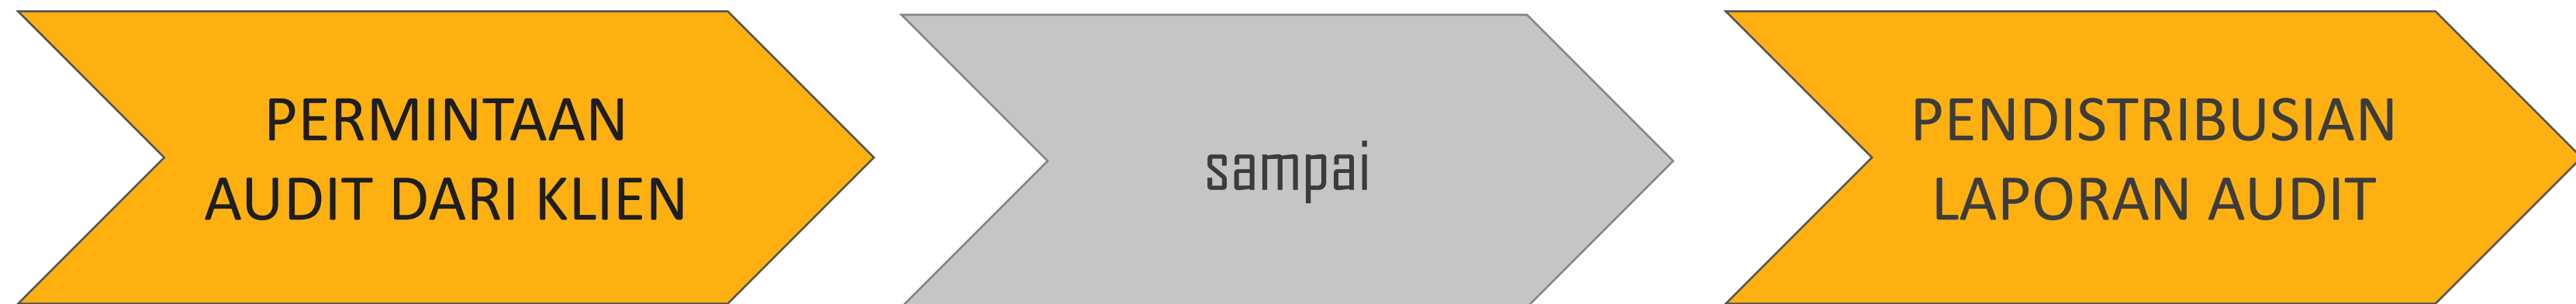 PERMINTAAN
AUDIT DARI KLIEN
sampai
PENDISTRIBUSIAN
LAPORAN AUDIT